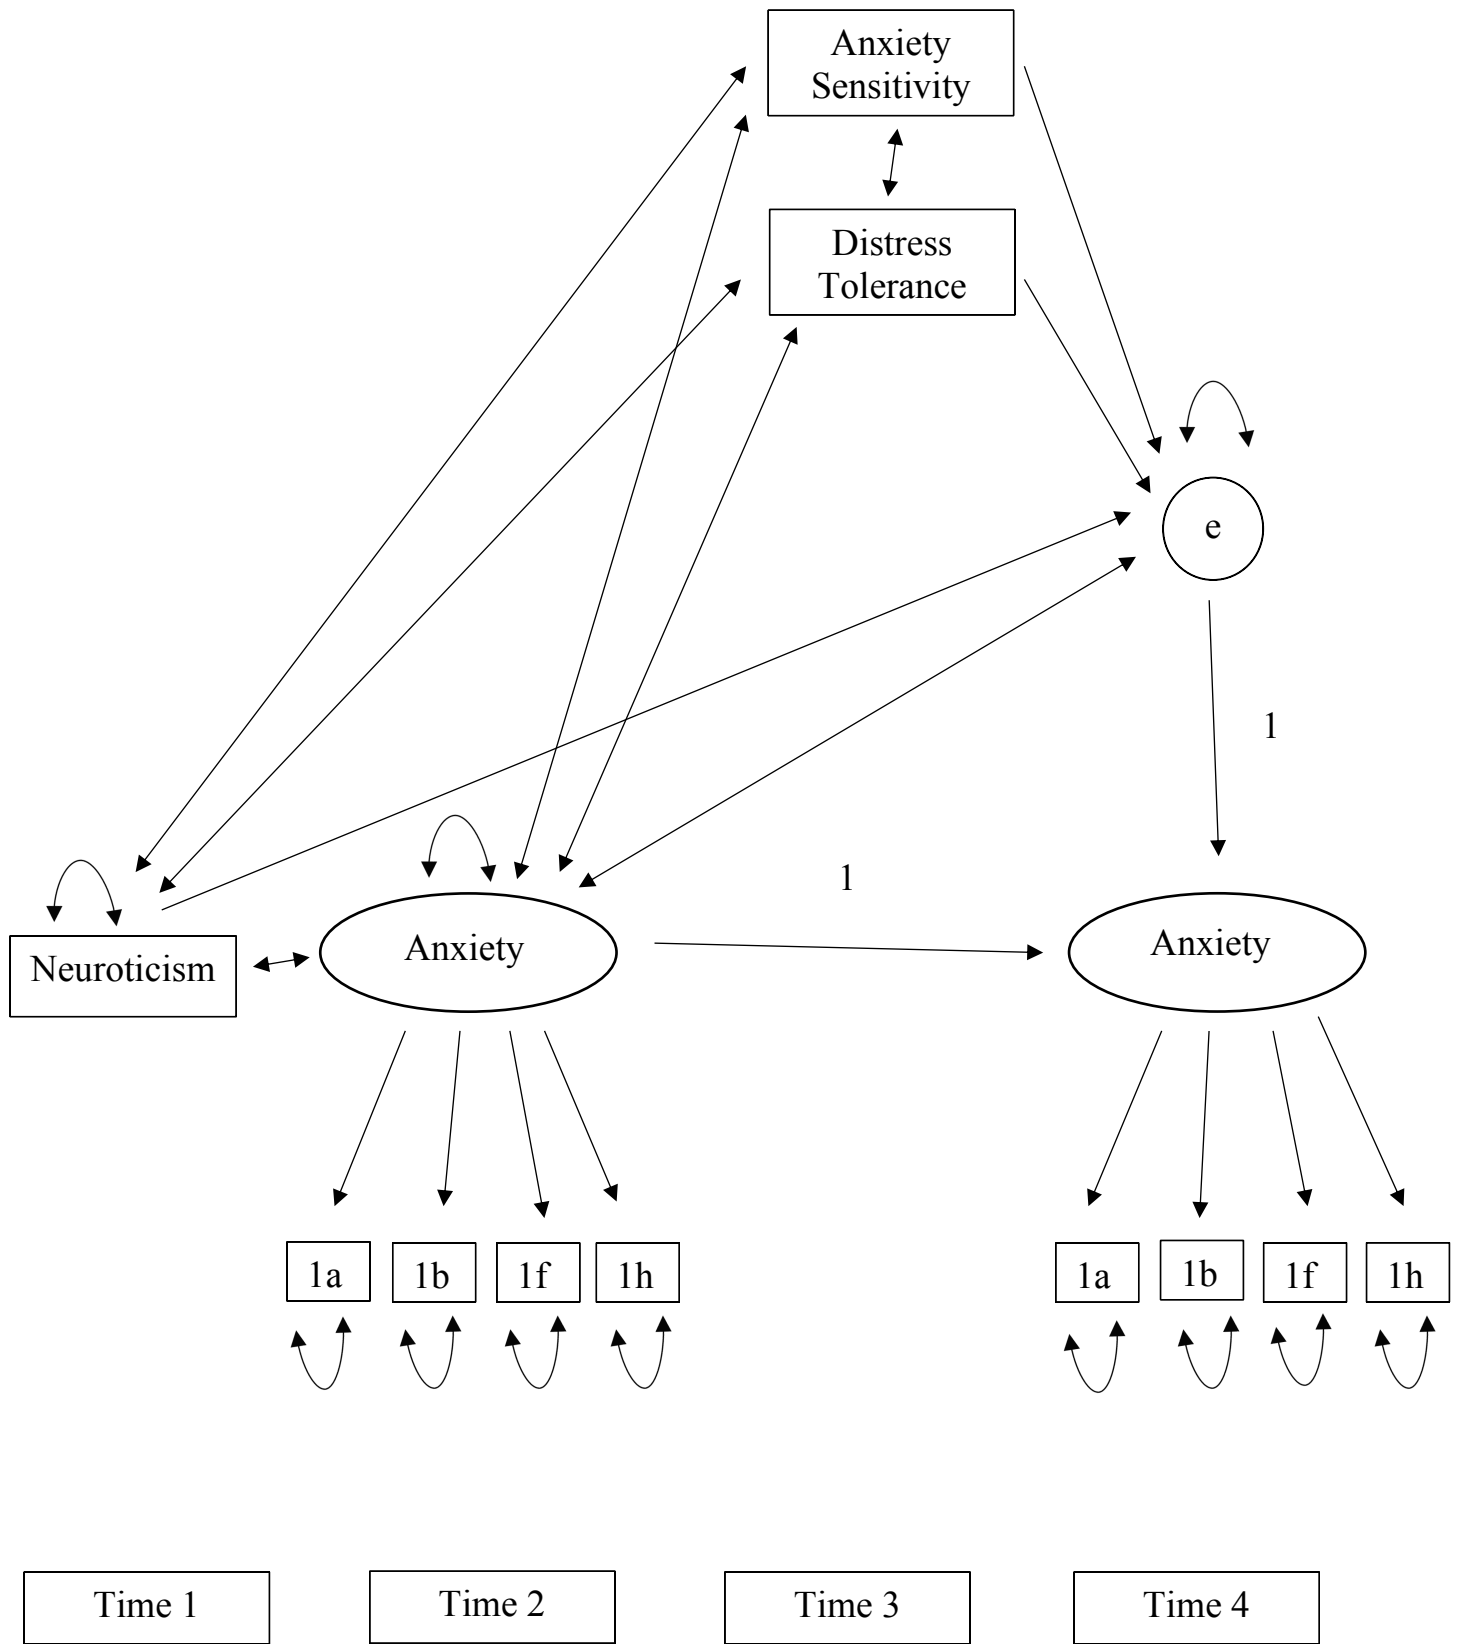 Anxiety
Sensitivity
Distress
Tolerance
e
1
1
Neuroticism
Anxiety
Anxiety
1a
1b
1f
1h
1a
1b
1f
1h
Time 1
Time 2
Time 3
Time 4